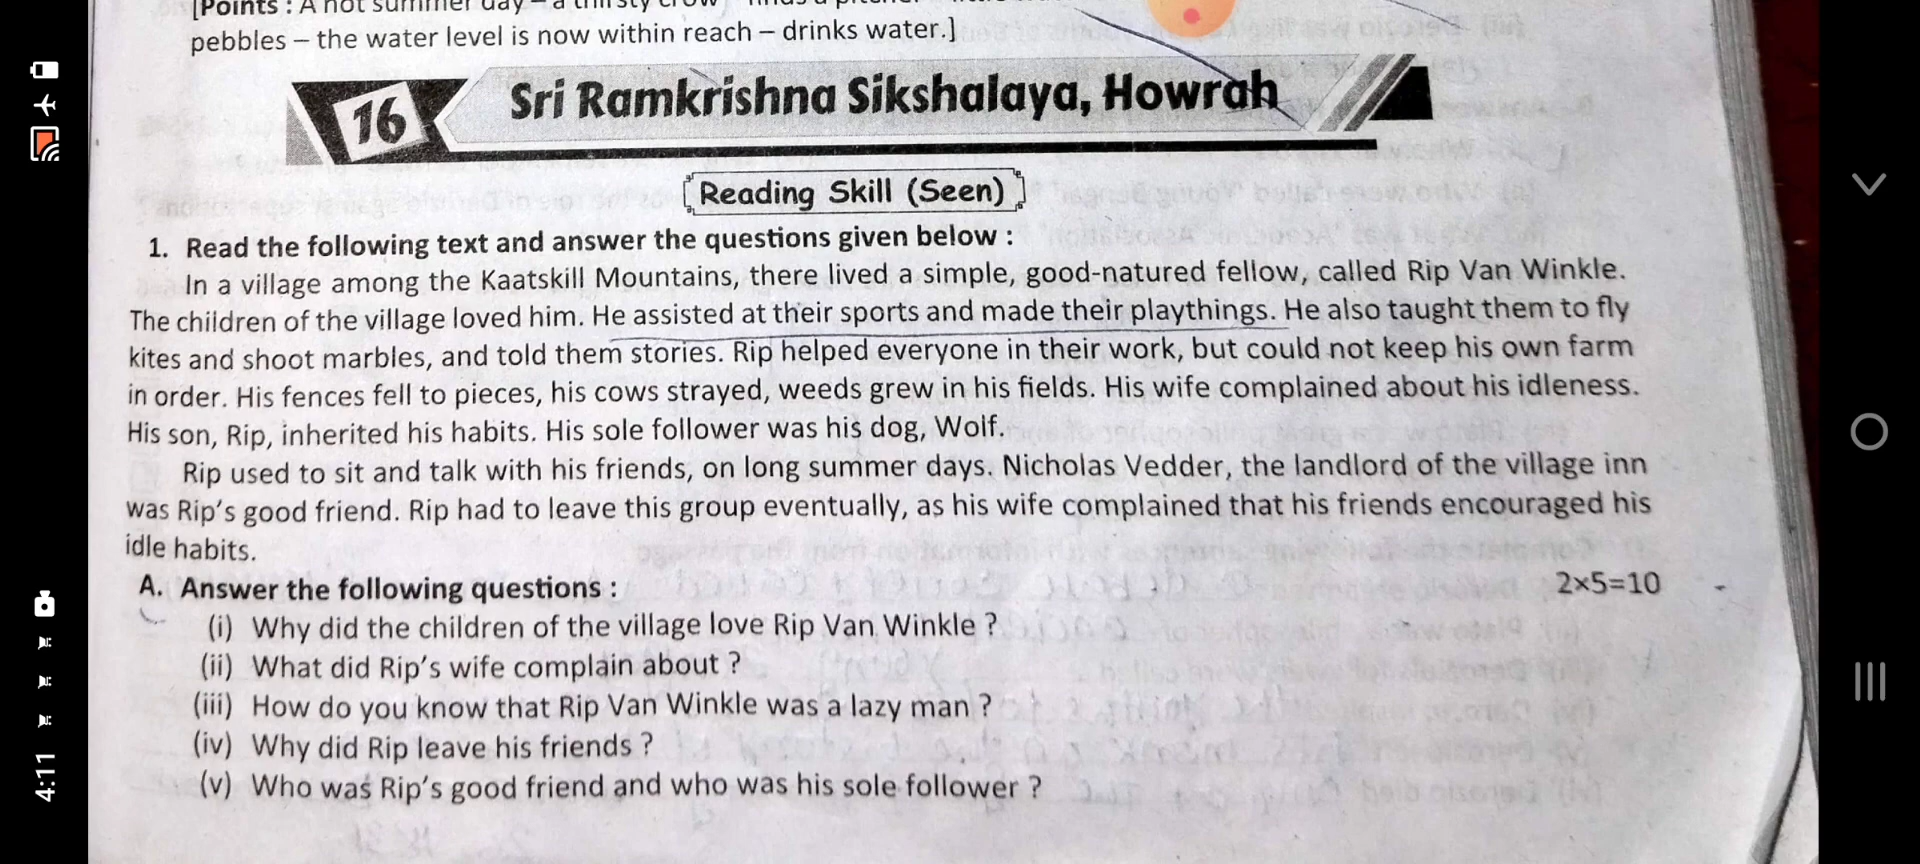 [Points : A hot summer day – a thirsty crow – finds a pitcher –
pebbles – the water level is now within reach – drinks water.]
16 Sri Ramkrishna Sikshalaya, Howrah
Reading Skill (Seen)
1. Read the following text and answer the questions given below :
In a village among the Kaatskill Mountains, there lived a simple, good-natured fellow, called Rip Van Winkle.
The children of the village loved him. He assisted at their sports and made their playthings. He also taught them to fly
kites and shoot marbles, and told them stories. Rip helped everyone in their work, but could not keep his own farm
in order. His fences fell to pieces, his cows strayed, weeds grew in his fields. His wife complained about his idleness.
His son, Rip, inherited his habits. His sole follower was his dog, Wolf.
Rip used to sit and talk with his friends, on long summer days. Nicholas Vedder, the landlord of the village inn
was Rip's good friend. Rip had to leave this group eventually, as his wife complained that his friends encouraged his
idle habits.
A. Answer the following questions : 2×5=10
(i) Why did the children of the village love Rip Van Winkle ?
(ii) What did Rip's wife complain about ?
(iii) How do you know that Rip Van Winkle was a lazy man ?
(iv) Why did Rip leave his friends ?
(v) Who was Rip's good friend and who was his sole follower ?
4:11